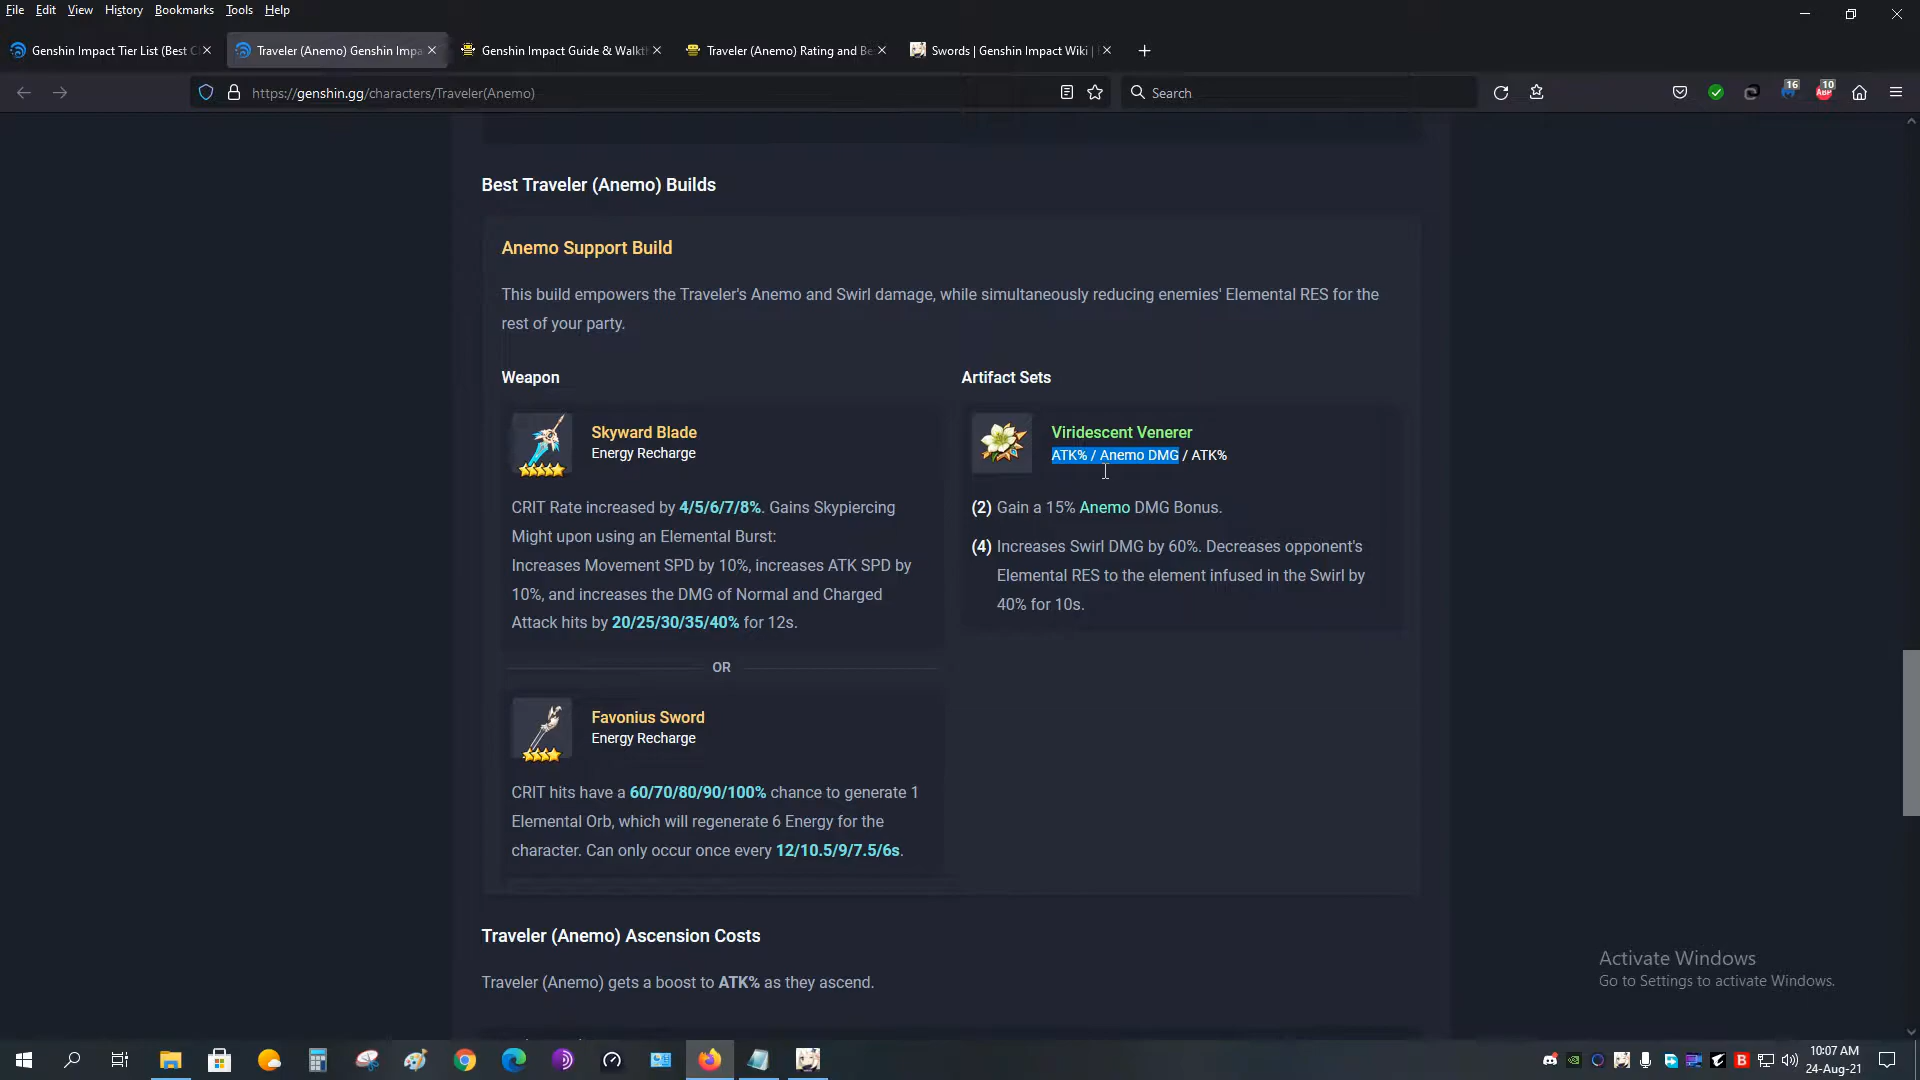 File Edit View History Bookmarks Tools Help
Genshin Impact Tier List (Best C
Traveler (Anemo) Genshin Impa
Genshin Impact Guide & Walkt
Traveler (Anemo) Rating and Be
Swords | Genshin Impact Wiki |
https://genshin.gg/characters/Traveler(Anemo)
Search
16
10
ABP
Best Traveler (Anemo) Builds
Anemo Support Build
This build empowers the Traveler's Anemo and Swirl damage, while simultaneously reducing enemies' Elemental RES for the
rest of your party.
Weapon
Skyward Blade
Energy Recharge
CRIT Rate increased by 4/5/6/7/8%. Gains Skypiercing
Might upon using an Elemental Burst:
Increases Movement SPD by 10%, increases ATK SPD by
10%, and increases the DMG of Normal and Charged
Attack hits by 20/25/30/35/40% for 12s.
OR
Favonius Sword
Energy Recharge
CRIT hits have a 60/70/80/90/100% chance to generate 1
Elemental Orb, which will regenerate 6 Energy for the
character. Can only occur once every 12/10.5/9/7.5/6s.
Artifact Sets
Viridescent Venerer
ATK% / Anemo DMG / ATK%
(2) Gain a 15% Anemo DMG Bonus.
(4) Increases Swirl DMG by 60%. Decreases opponent's
Elemental RES to the element infused in the Swirl by
40% for 10s.
Traveler (Anemo) Ascension Costs
Traveler (Anemo) gets a boost to ATK% as they ascend.
Activate Windows
Go to Settings to activate Windows.
10:07 AM
24-Aug-21